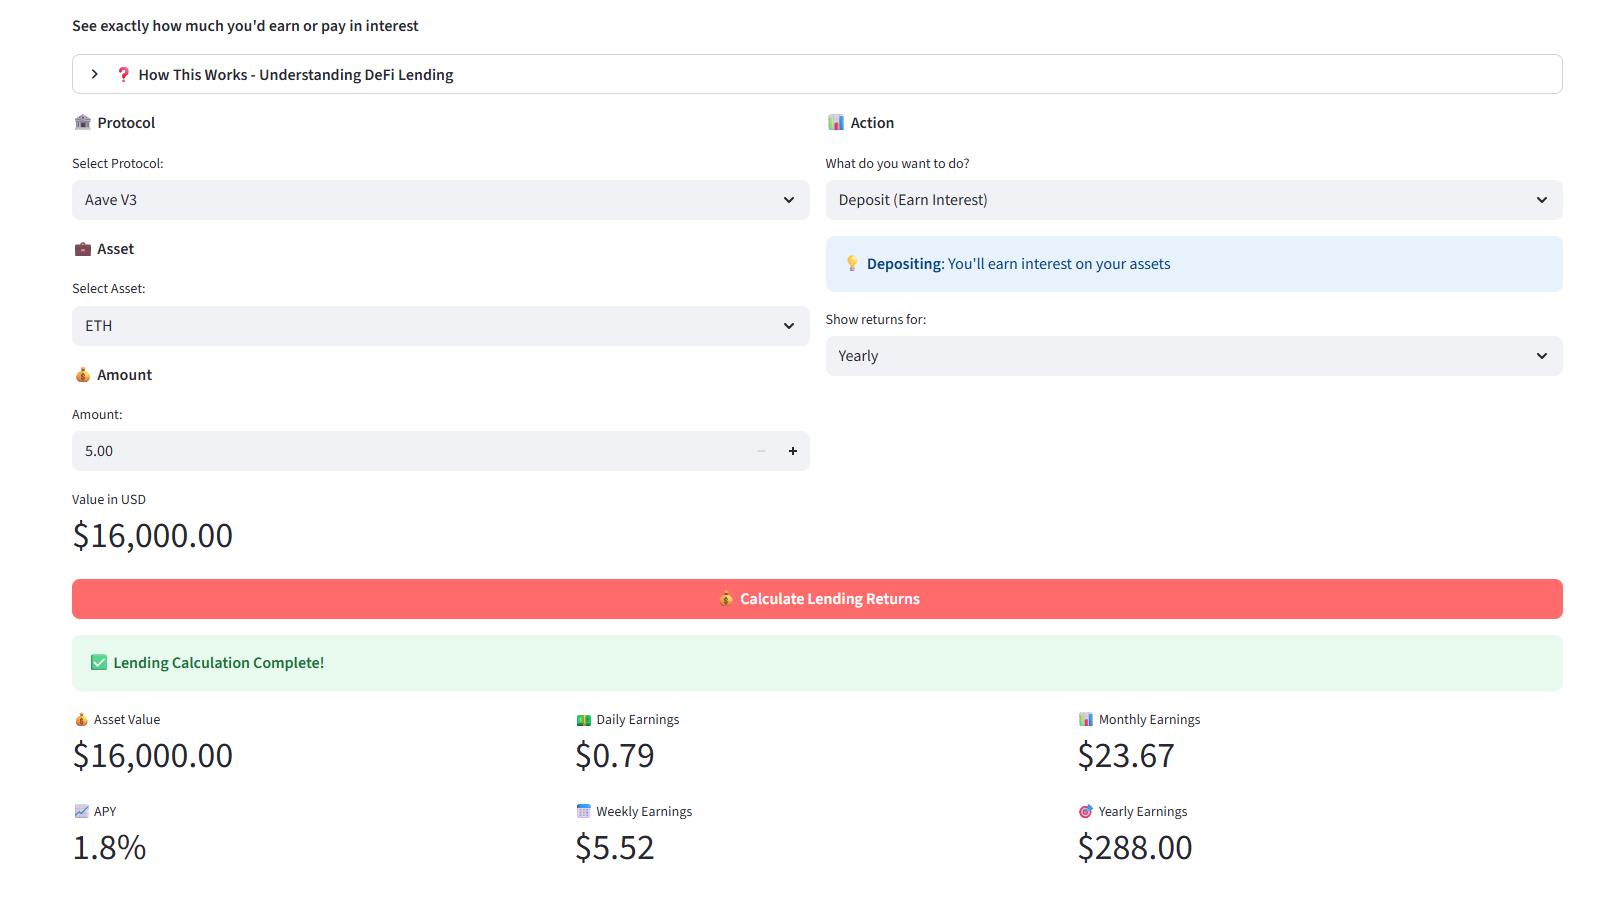 See exactly how much you'd earn or pay in interest
❓ How This Works - Understanding DeFi Lending
🏦 Protocol
Select Protocol:
Aave V3
💼 Asset
Select Asset:
ETH
💰 Amount
Amount:
5.00
Value in USD
$16,000.00
📊 Action
What do you want to do?
Deposit (Earn Interest)
💡 Depositing: You'll earn interest on your assets
Show returns for:
Yearly
💰 Calculate Lending Returns
✅ Lending Calculation Complete!
💰 Asset Value
$16,000.00
💵 Daily Earnings
$0.79
📊 Monthly Earnings
$23.67
📈 APY
1.8%
📅 Weekly Earnings
$5.52
🎯 Yearly Earnings
$288.00